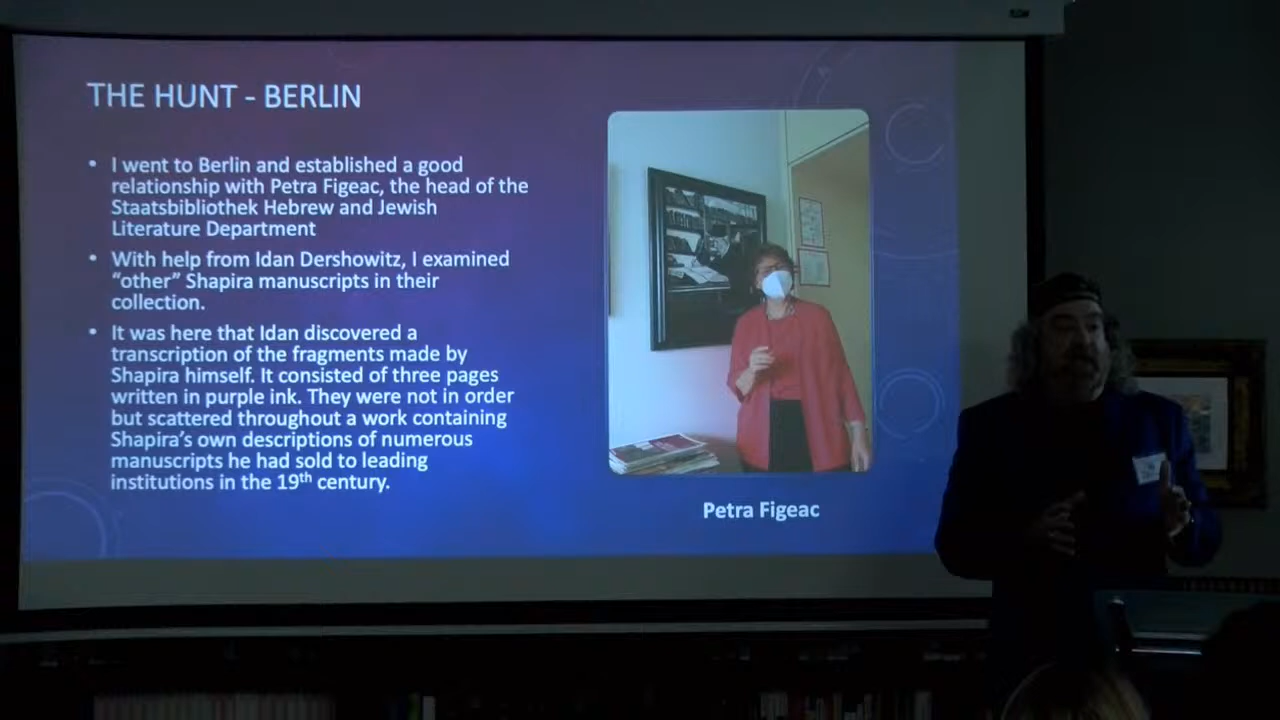 THE HUNT - BERLIN
• I went to Berlin and established a good
relationship with Petra Figeac, the head of the
Staatsbibliothek Hebrew and Jewish
Literature Department
• With help from Idan Dershowitz, I examined
“other” Shapira manuscripts in their
collection.
• It was here that Idan discovered a
transcription of the fragments made by
Shapira himself. It consisted of three pages
written in purple ink. They were not in order
but scattered throughout a work containing
Shapira’s own descriptions of numerous
manuscripts he had sold to leading
institutions in the 19th century.
Petra Figeac